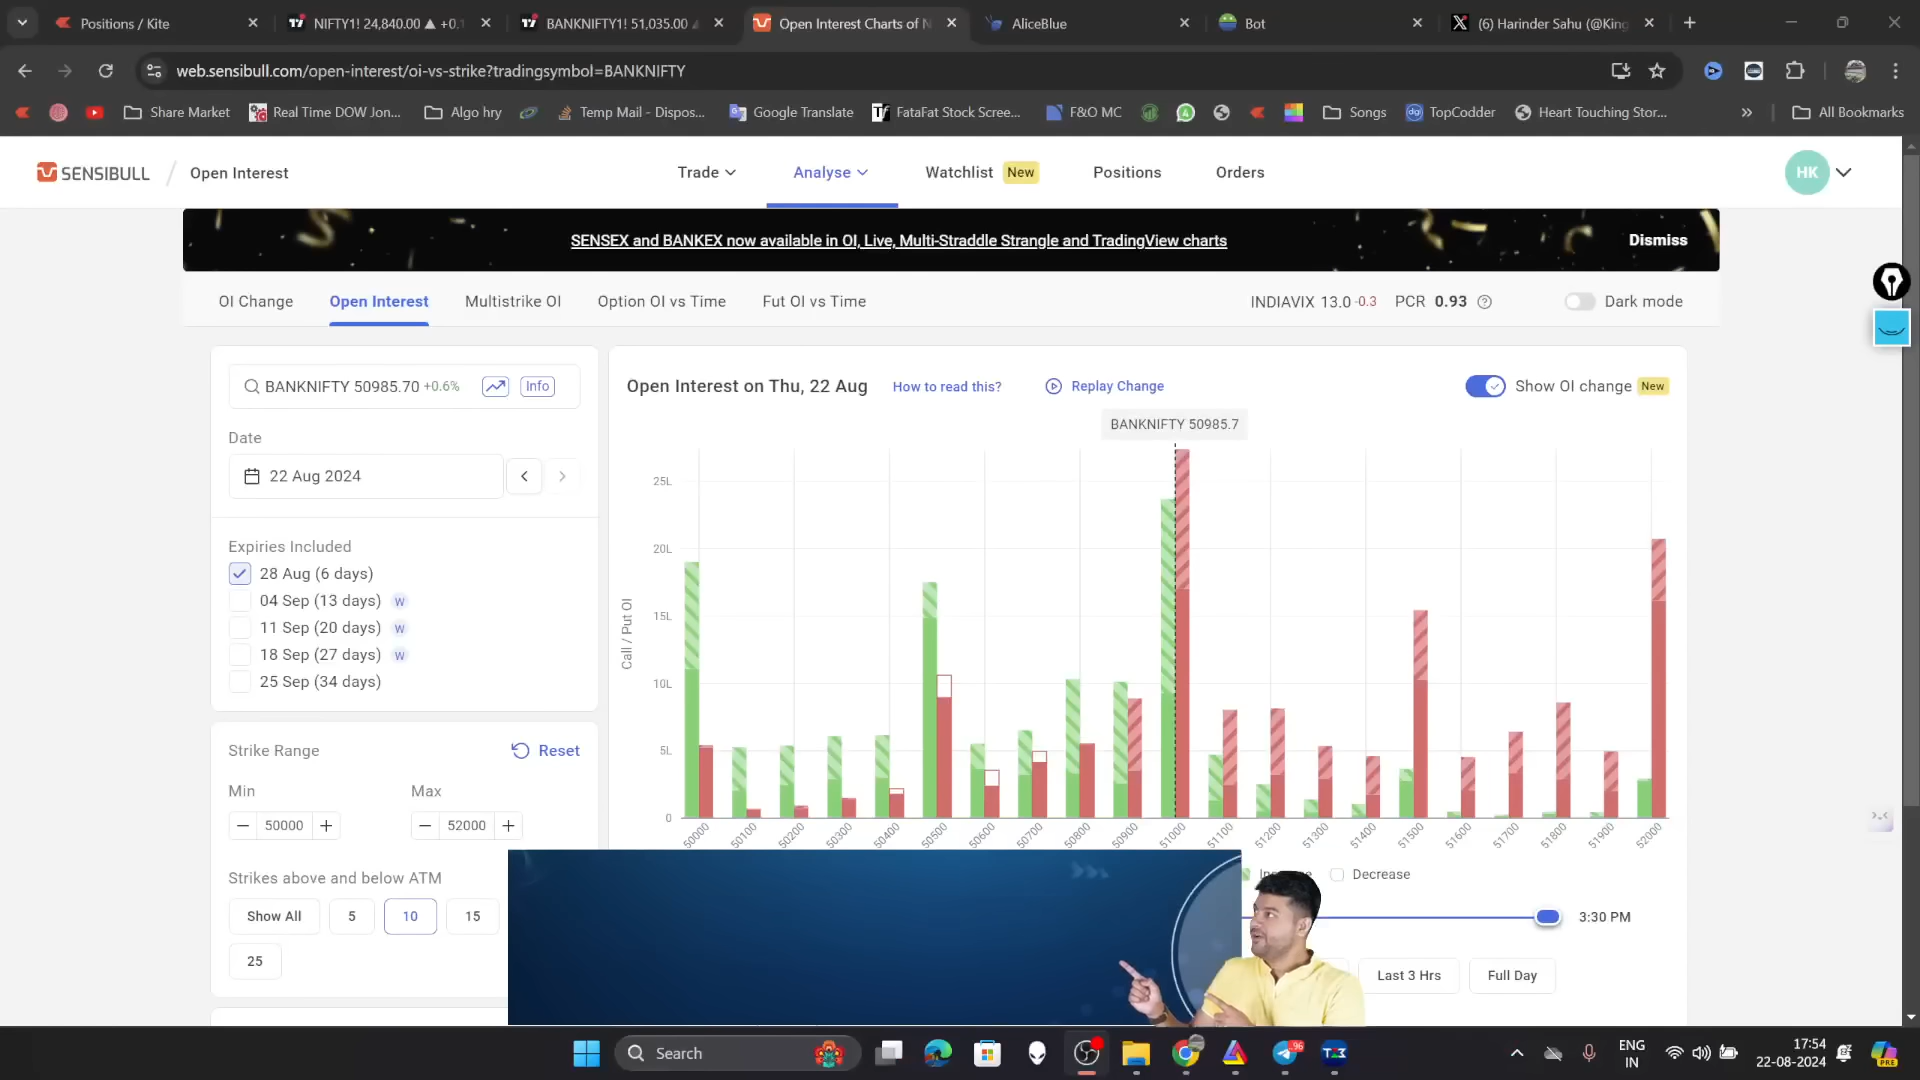 Positions / Kite
NIFTY1! 24,840.00 ▲ +0.
BANKNIFTY1! 51,035.00
Open Interest Charts of N
AliceBlue
Bot
(6) Harinder Sahu (@King
web.sensibull.com/open-interest/oi-vs-strike?tradingsymbol=BANKNIFTY
Share Market
Real Time DOW Jon...
Algo hry
Temp Mail - Dispos...
Google Translate
FataFat Stock Scree...
F&O MC
Songs
TopCodder
Heart Touching Stor...
All Bookmarks
SENSIBULL / Open Interest
Trade
Analyse
Watchlist New
Positions
Orders
HK
SENSEX and BANKEX now available in OI, Live, Multi-Straddle Strangle and TradingView charts
Dismiss
OI Change
Open Interest
Multistrike OI
Option OI vs Time
Fut OI vs Time
INDIAVIX 13.0 -0.3 PCR 0.93
Dark mode
BANKNIFTY 50985.70 +0.6% Info
Open Interest on Thu, 22 Aug
How to read this?
Replay Change
Show OI change New
BANKNIFTY 50985.7
Date
22 Aug 2024
Expiries Included
28 Aug (6 days)
04 Sep (13 days) W
11 Sep (20 days) W
18 Sep (27 days) W
25 Sep (34 days)
Call / Put OI
25L
20L
15L
10L
5L
0
50000 50100 50200 50300 50400 50500 50600 50700 50800 50900 51000 51100 51200 51300 51400 51500 51600 51700 51800 51900 52000
Strike Range
Reset
Min
Max
50000
52000
Strikes above and below ATM
Show All
5
10
15
25
Decrease
3:30 PM
Last 3 Hrs
Full Day
Search
96
ENG
IN
17:54
22-08-2024
PRE